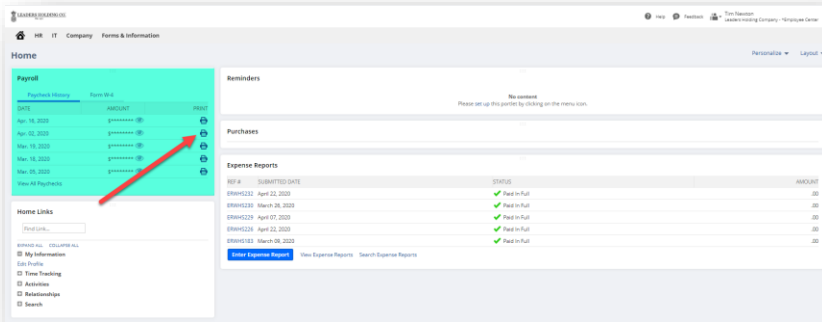 LEADERS HOLDING CO.
Help Feedback Tim Newton
Leaders Holding Company - Employee Center
HR IT Company Forms & Information
Home
Personalize Layout
Payroll
Paycheck History Form W-4
DATE AMOUNT PRINT
Apr. 16, 2020 $********
Apr. 02, 2020 $********
Mar. 19, 2020 $********
Mar. 18, 2020 $********
Mar. 05, 2020 $********
View All Paychecks
Home Links
Find Link...
EXPAND ALL COLLAPSE ALL
My Information
Edit Profile
Time Tracking
Activities
Relationships
Search
Reminders
No content
Please set up this portlet by clicking on the menu icon.
Purchases
Expense Reports
REF # SUBMITTED DATE STATUS AMOUNT
ERWHS232 April 22, 2020 Paid In Full .00
ERWHS230 March 26, 2020 Paid In Full .00
ERWHS229 April 07, 2020 Paid In Full .00
ERWHS226 April 22, 2020 Paid In Full .00
ERWHS183 March 09, 2020 Paid In Full .00
Enter Expense Report View Expense Reports Search Expense Reports